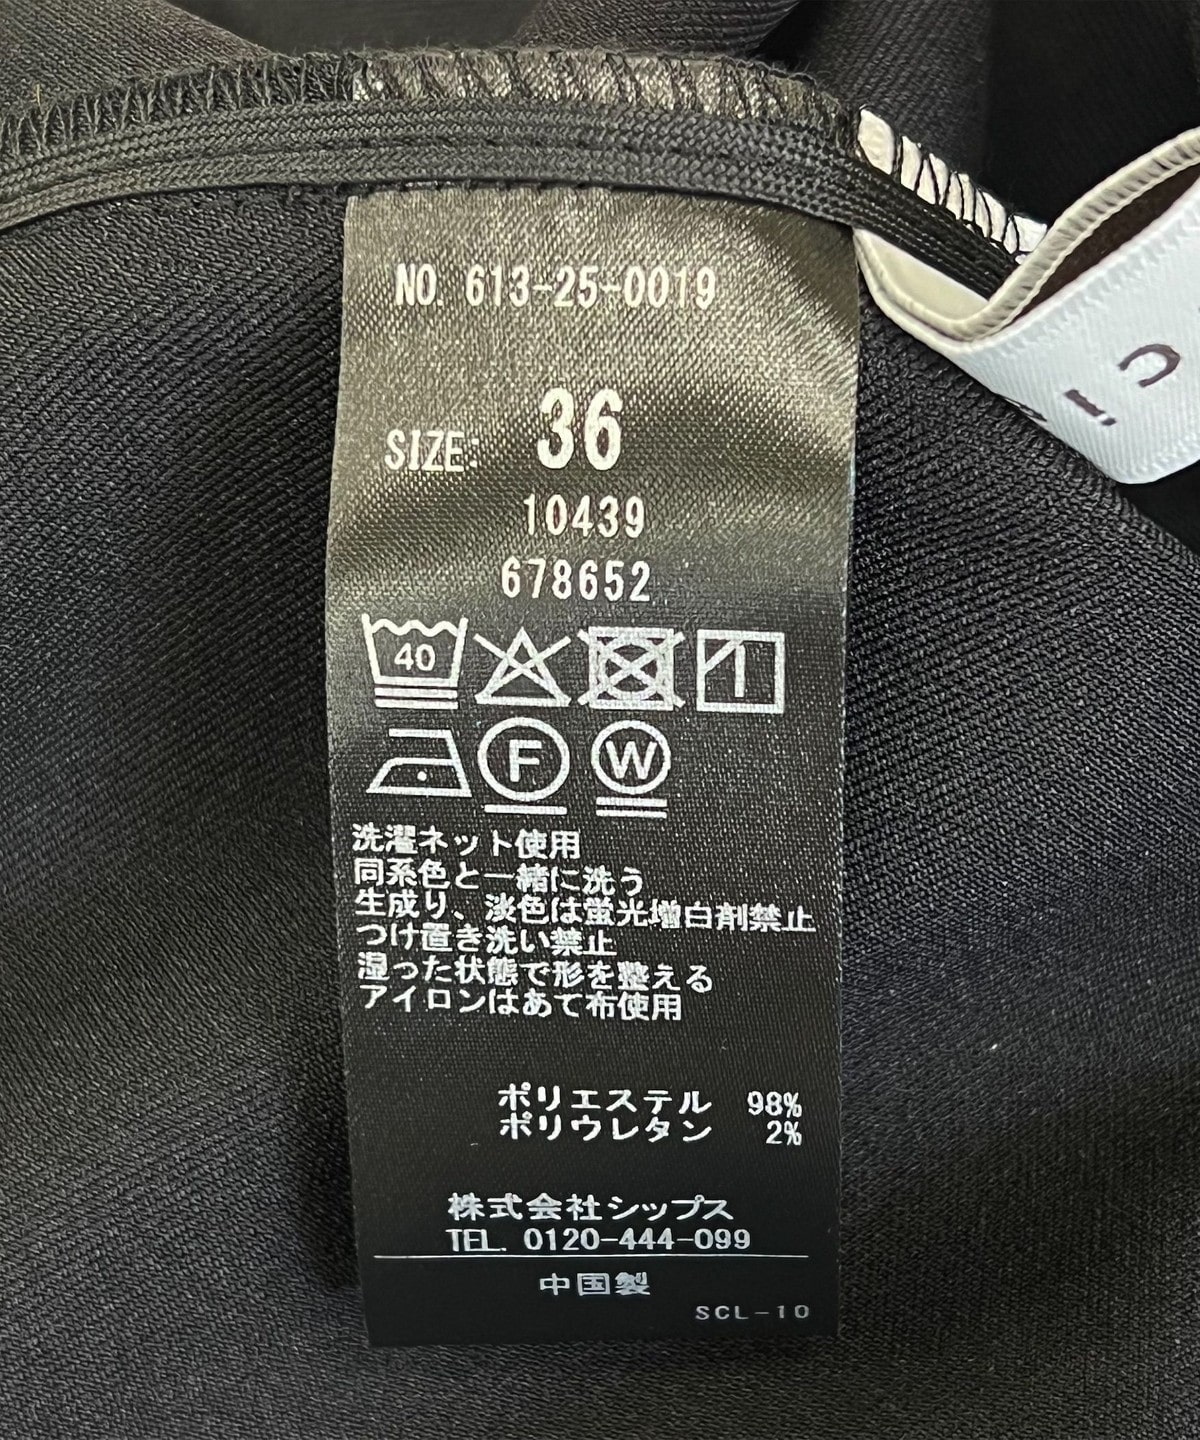 NO. 613-25-0019
SIZE: 36
10439
678652
40
F W
洗濯ネット使用
同系色と一緒に洗う
生成り、淡色は蛍光増白剤禁止
つけ置き洗い禁止
湿った状態で形を整える
アイロンはあて布使用
ポリエステル 98%
ポリウレタン 2%
株式会社シップス
TEL. 0120-444-099
中国製
SCL-10